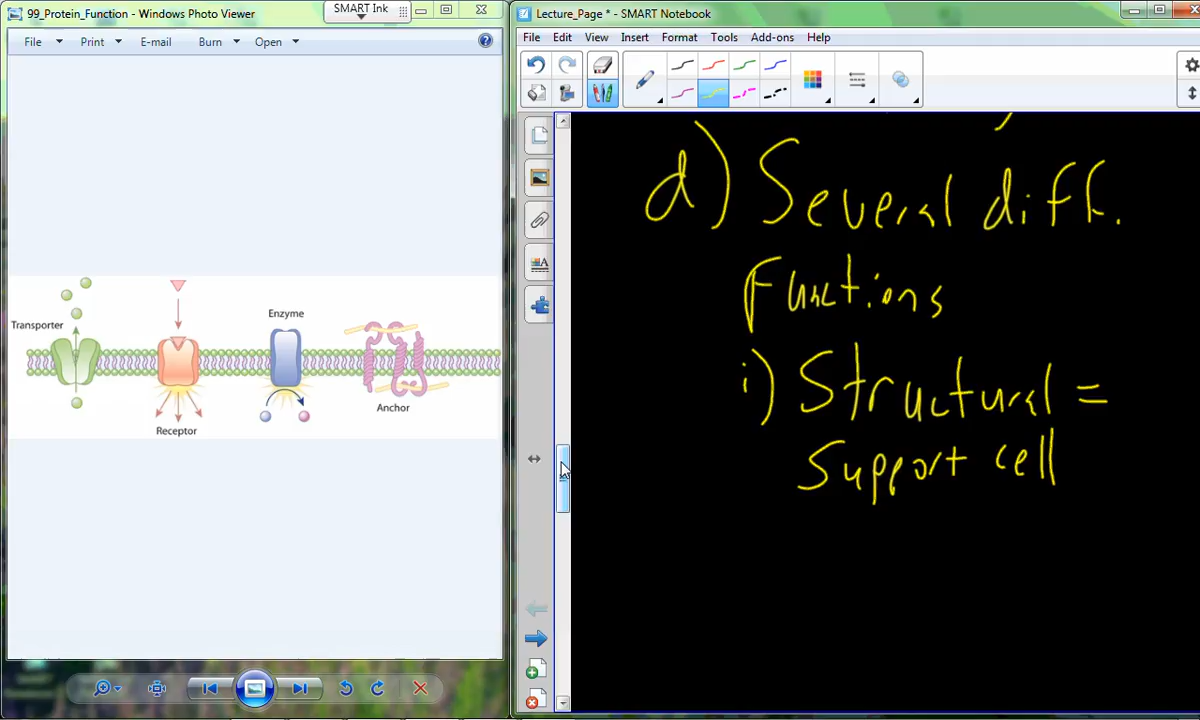 99_Protein_Function - Windows Photo Viewer
SMART Ink
File Print E-mail Burn Open
Transporter
Enzyme
Receptor
Anchor
Lecture_Page * - SMART Notebook
File Edit View Insert Format Tools Add-ons Help
d) Several diff.
Functions
i) Structural =
Support cell